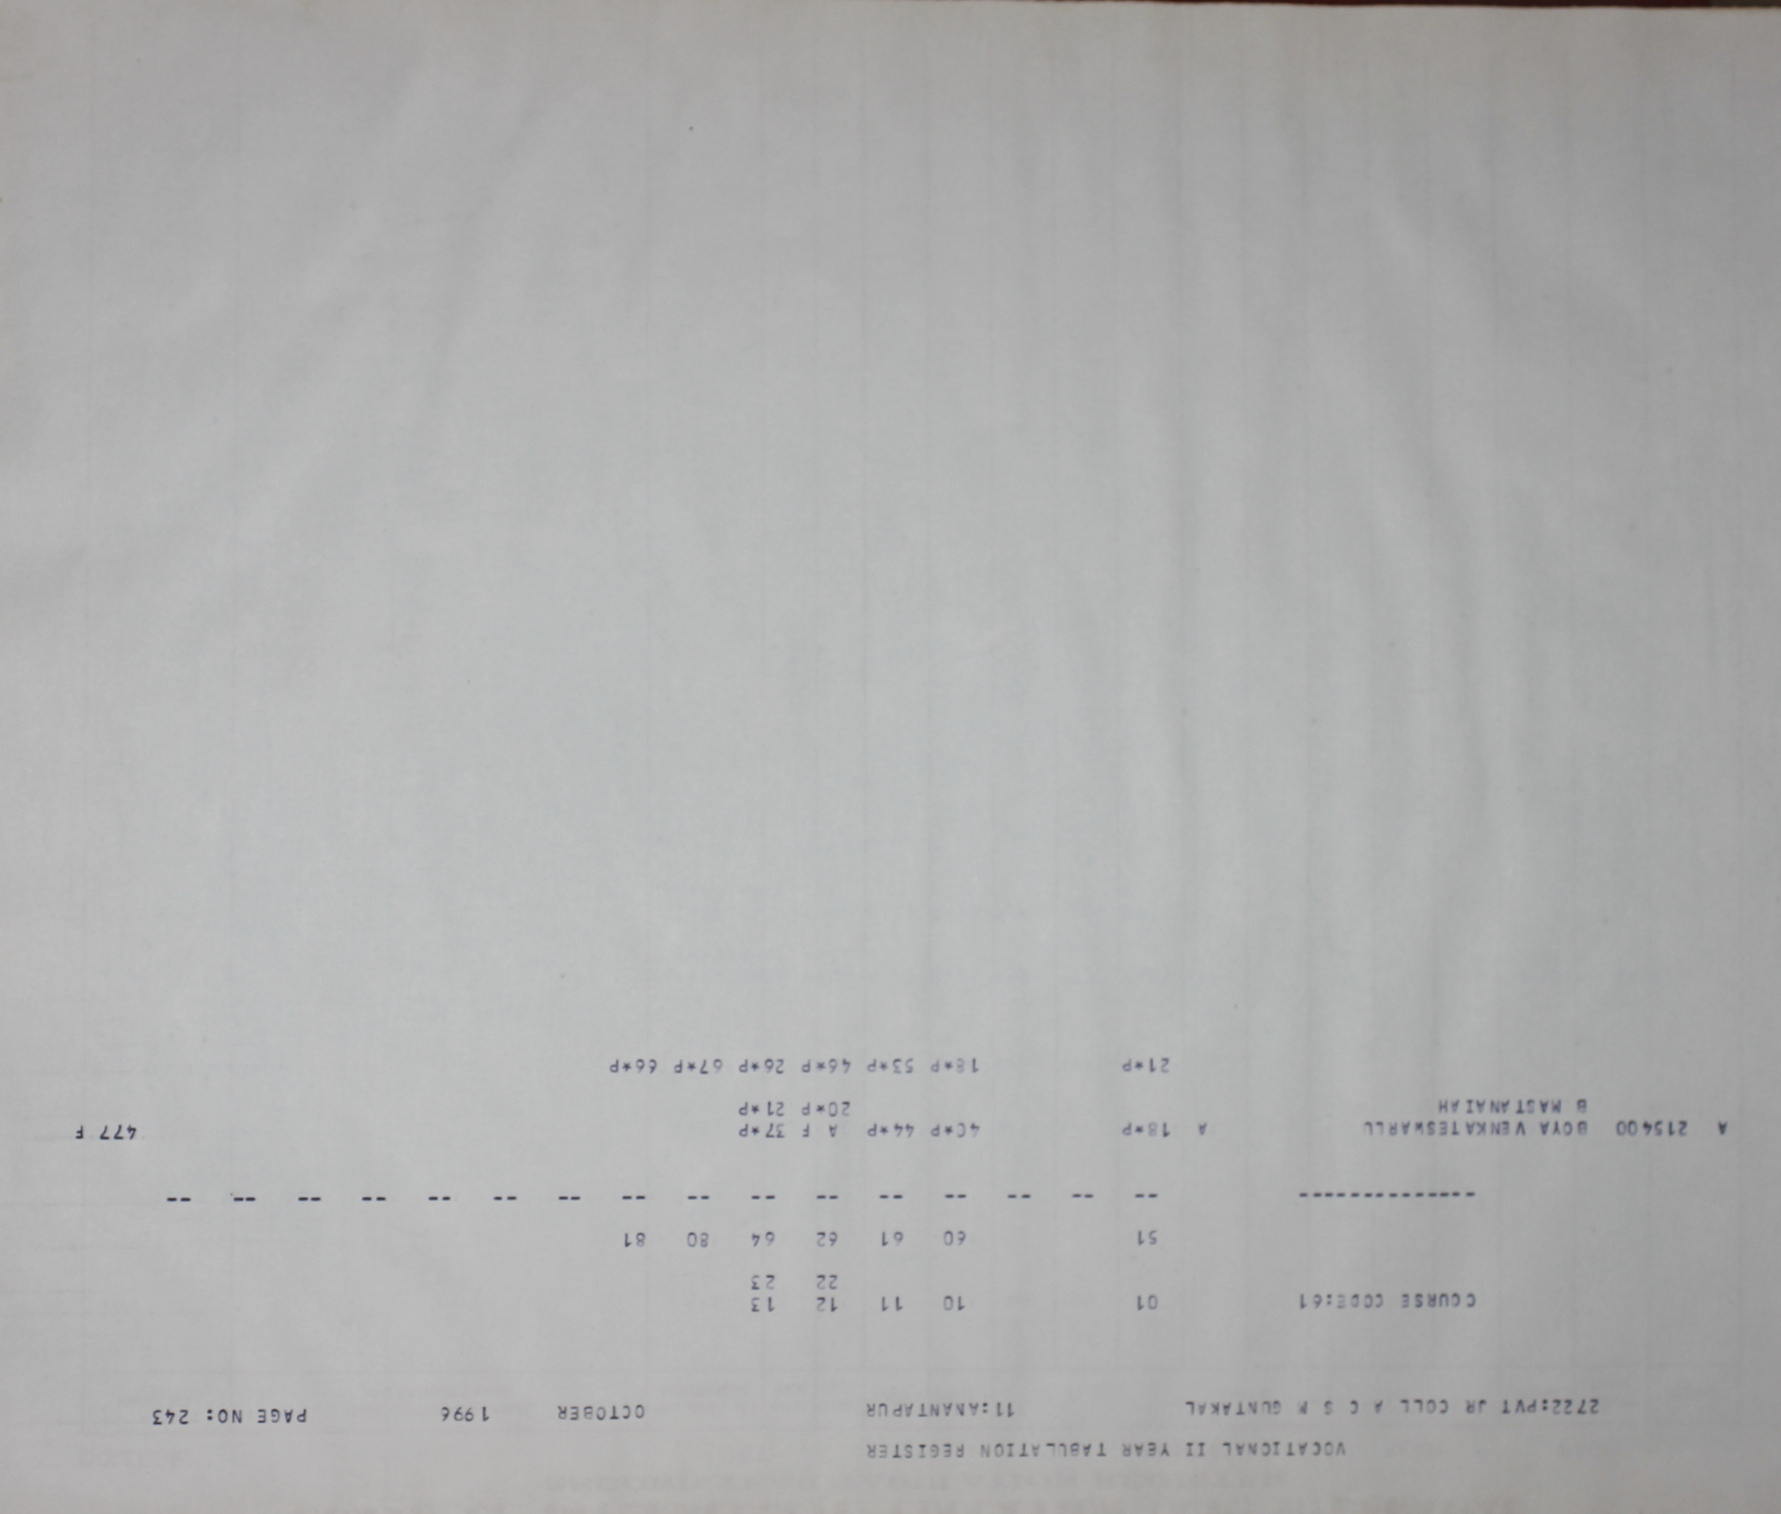 VOCATIONAL II YEAR TABULATION REGISTER
2722:PVT JR COLL A C S M GUNTAKAL 11:ANANTAPUR OCTOBER 1996 PAGE NO: 243
COURSE CODE:61 01 10 11 12 13
22 23
51 60 61 62 64 80 81
-------------- -- -- -- -- -- -- -- -- -- -- -- -- -- -- -- --
A 215400 BOYA VENKATESWARLU A 18*P 40*P 44*P A F 37*P 477 F
B MASTANAIAH 20*P 21*P
21*P 18*P 53*P 46*P 26*P 67*P 66*P